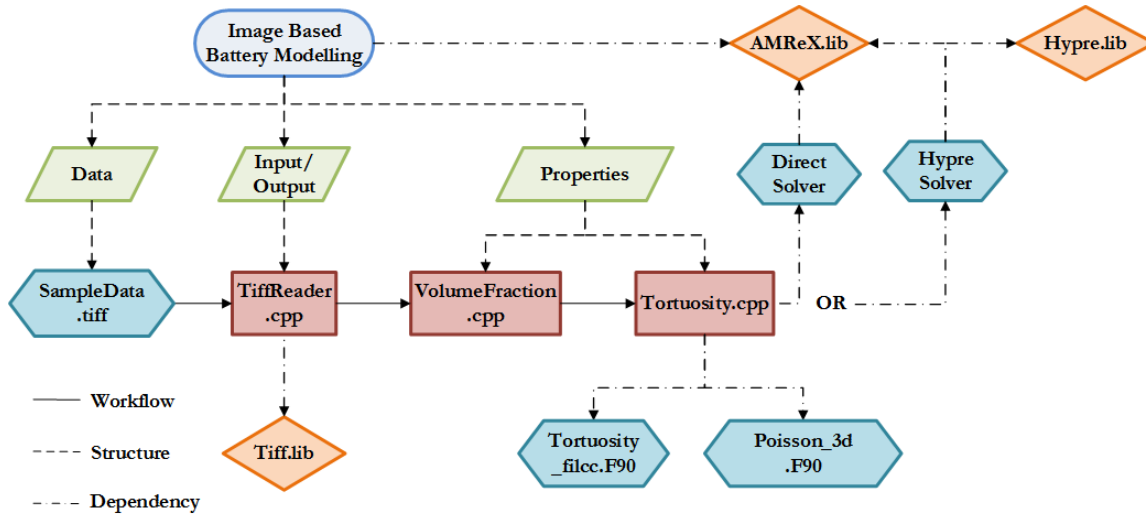 Image Based
Battery Modelling
AMReX.lib
Hypre.lib
Data
Input/
Output
Properties
Direct
Solver
Hypre
Solver
SampleData
.tiff
TiffReader
.cpp
VolumeFraction
.cpp
Tortuosity.cpp
OR
Workflow
Structure
Dependency
Tiff.lib
Tortuosity
_filcc.F90
Poisson_3d
.F90